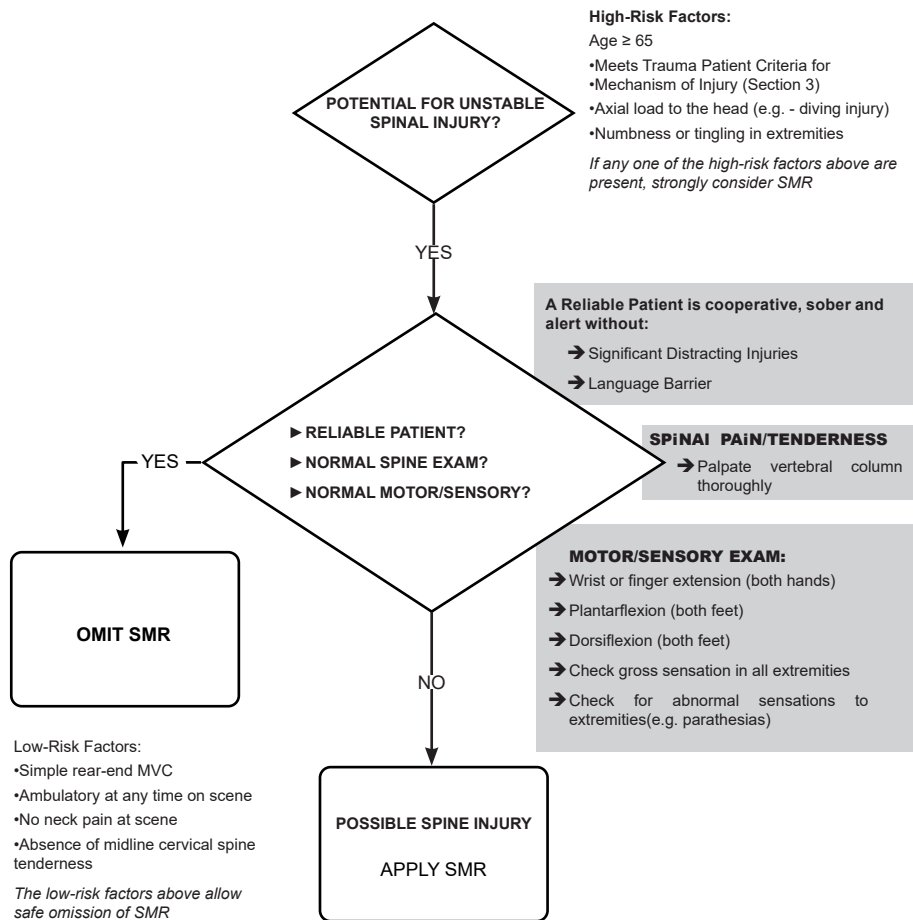 High-Risk Factors:
Age ≥ 65
•Meets Trauma Patient Criteria for
•Mechanism of Injury (Section 3)
•Axial load to the head (e.g. - diving injury)
•Numbness or tingling in extremities
If any one of the high-risk factors above are
present, strongly consider SMR
POTENTIAL FOR UNSTABLE
SPINAL INJURY?
YES
A Reliable Patient is cooperative, sober and
alert without:
➔ Significant Distracting Injuries
➔ Language Barrier
►RELIABLE PATIENT?
►NORMAL SPINE EXAM?
►NORMAL MOTOR/SENSORY?
SPiNAl PAiN/TENDERNESS
➔ Palpate vertebral column
thoroughly
YES
MOTOR/SENSORY EXAM:
➔ Wrist or finger extension (both hands)
➔ Plantarflexion (both feet)
➔ Dorsiflexion (both feet)
➔ Check gross sensation in all extremities
➔ Check for abnormal sensations to
extremities(e.g. parathesias)
OMIT SMR
NO
Low-Risk Factors:
•Simple rear-end MVC
•Ambulatory at any time on scene
•No neck pain at scene
•Absence of midline cervical spine
tenderness
The low-risk factors above allow
safe omission of SMR
POSSIBLE SPINE INJURY
APPLY SMR